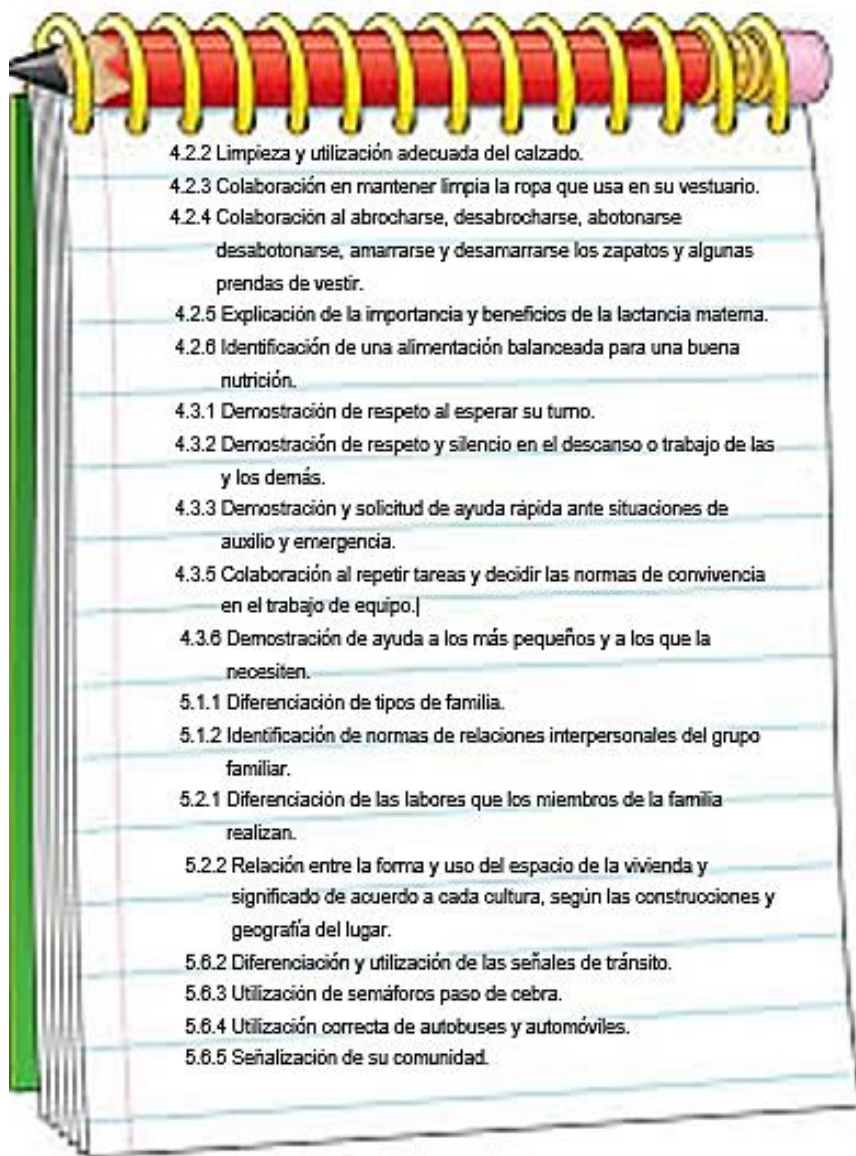 4.2.2 Limpieza y utilización adecuada del calzado.
4.2.3 Colaboración en mantener limpia la ropa que usa en su vestuario.
4.2.4 Colaboración al abrocharse, desabrocharse, abotonarse
desabotonarse, amarrarse y desamarrarse los zapatos y algunas
prendas de vestir.
4.2.5 Explicación de la importancia y beneficios de la lactancia materna.
4.2.6 Identificación de una alimentación balanceada para una buena
nutrición.
4.3.1 Demostración de respeto al esperar su turno.
4.3.2 Demostración de respeto y silencio en el descanso o trabajo de las
y los demás.
4.3.3 Demostración y solicitud de ayuda rápida ante situaciones de
auxilio y emergencia.
4.3.5 Colaboración al repetir tareas y decidir las normas de convivencia
en el trabajo de equipo.|
4.3.6 Demostración de ayuda a los más pequeños y a los que la
necesiten.
5.1.1 Diferenciación de tipos de familia.
5.1.2 Identificación de normas de relaciones interpersonales del grupo
familiar.
5.2.1 Diferenciación de las labores que los miembros de la familia
realizan.
5.2.2 Relación entre la forma y uso del espacio de la vivienda y
significado de acuerdo a cada cultura, según las construcciones y
geografía del lugar.
5.6.2 Diferenciación y utilización de las señales de tránsito.
5.6.3 Utilización de semáforos paso de cebra.
5.6.4 Utilización correcta de autobuses y automóviles.
5.6.5 Señalización de su comunidad.